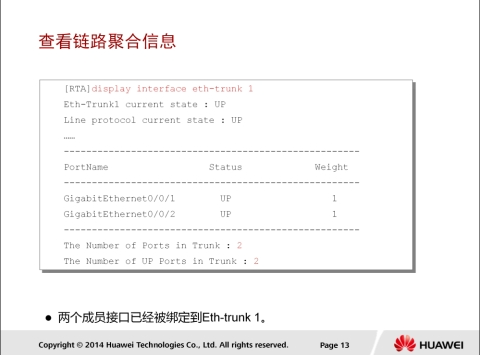 查看链路聚合信息
[RTA]display interface eth-trunk 1
Eth-Trunk1 current state : UP
Line protocol current state : UP
……
--------------------------------------------------------
PortName Status Weight
--------------------------------------------------------
GigabitEthernet0/0/1 UP 1
GigabitEthernet0/0/2 UP 1
--------------------------------------------------------
The Number of Ports in Trunk : 2
The Number of UP Ports in Trunk : 2
● 两个成员接口已经被绑定到Eth-trunk 1。
Copyright © 2014 Huawei Technologies Co., Ltd. All rights reserved. Page 13 HUAWEI